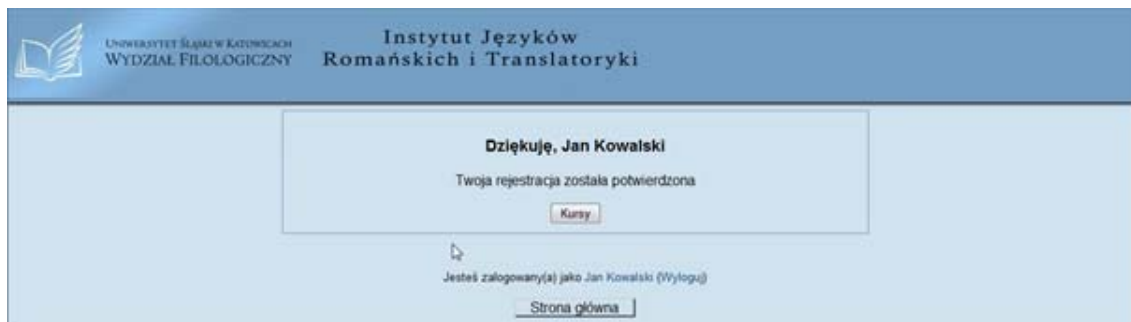 Uniwersytet Śląski w Katowicach
Wydział Filologiczny
Instytut Języków
Romańskich i Translatoryki
Dziękuję, Jan Kowalski
Twoja rejestracja została potwierdzona
Kursy
Jesteś zalogowany(a) jako Jan Kowalski (Wyloguj)
Strona główna